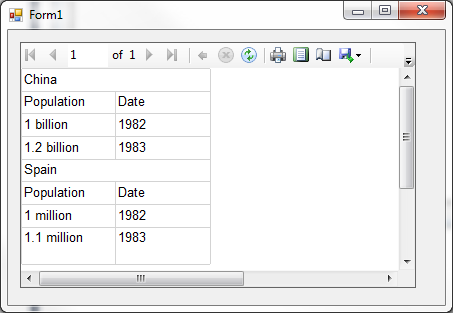 Form1
1 of 1
China
Population Date
1 billion 1982
1.2 billion 1983
Spain
Population Date
1 million 1982
1.1 million 1983